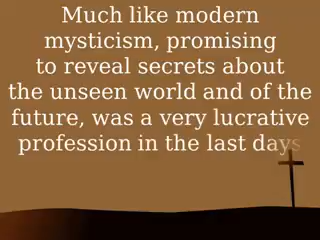 Much like modern
mysticism, promising
to reveal secrets about
the unseen world and of the
future, was a very lucrative
profession in the last days